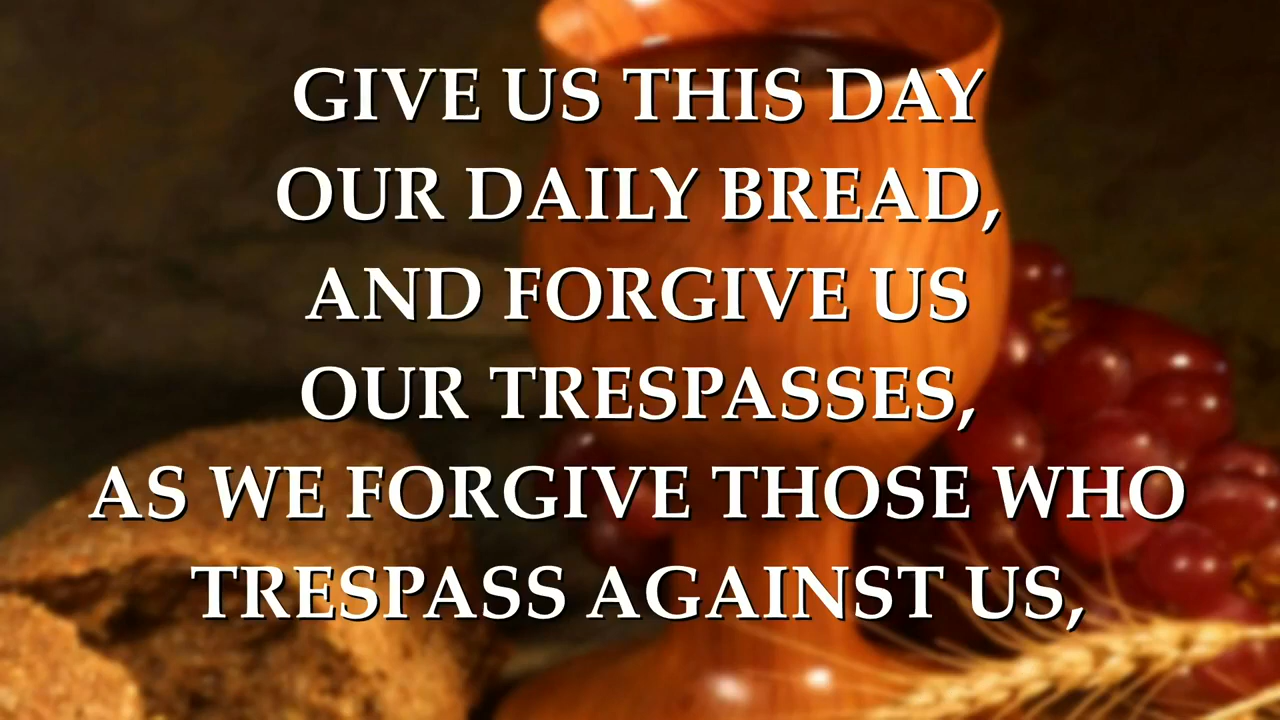 GIVE US THIS DAY
OUR DAILY BREAD,
AND FORGIVE US
OUR TRESPASSES,
AS WE FORGIVE THOSE WHO
TRESPASS AGAINST US,